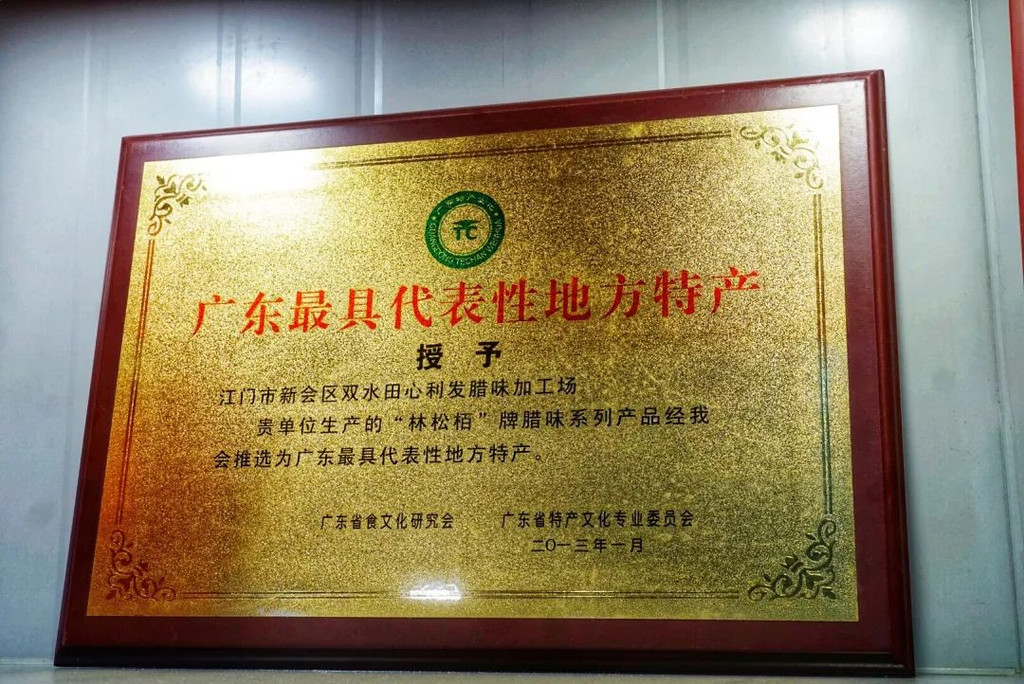 广东最具代表性地方特产
授 予
江门市新会区双水田心利发腊味加工场
贵单位生产的“林松栢”牌腊味系列产品经我
会推选为广东最具代表性地方特产。
广东省食文化研究会 广东省特产文化专业委员会
二〇一三年一月